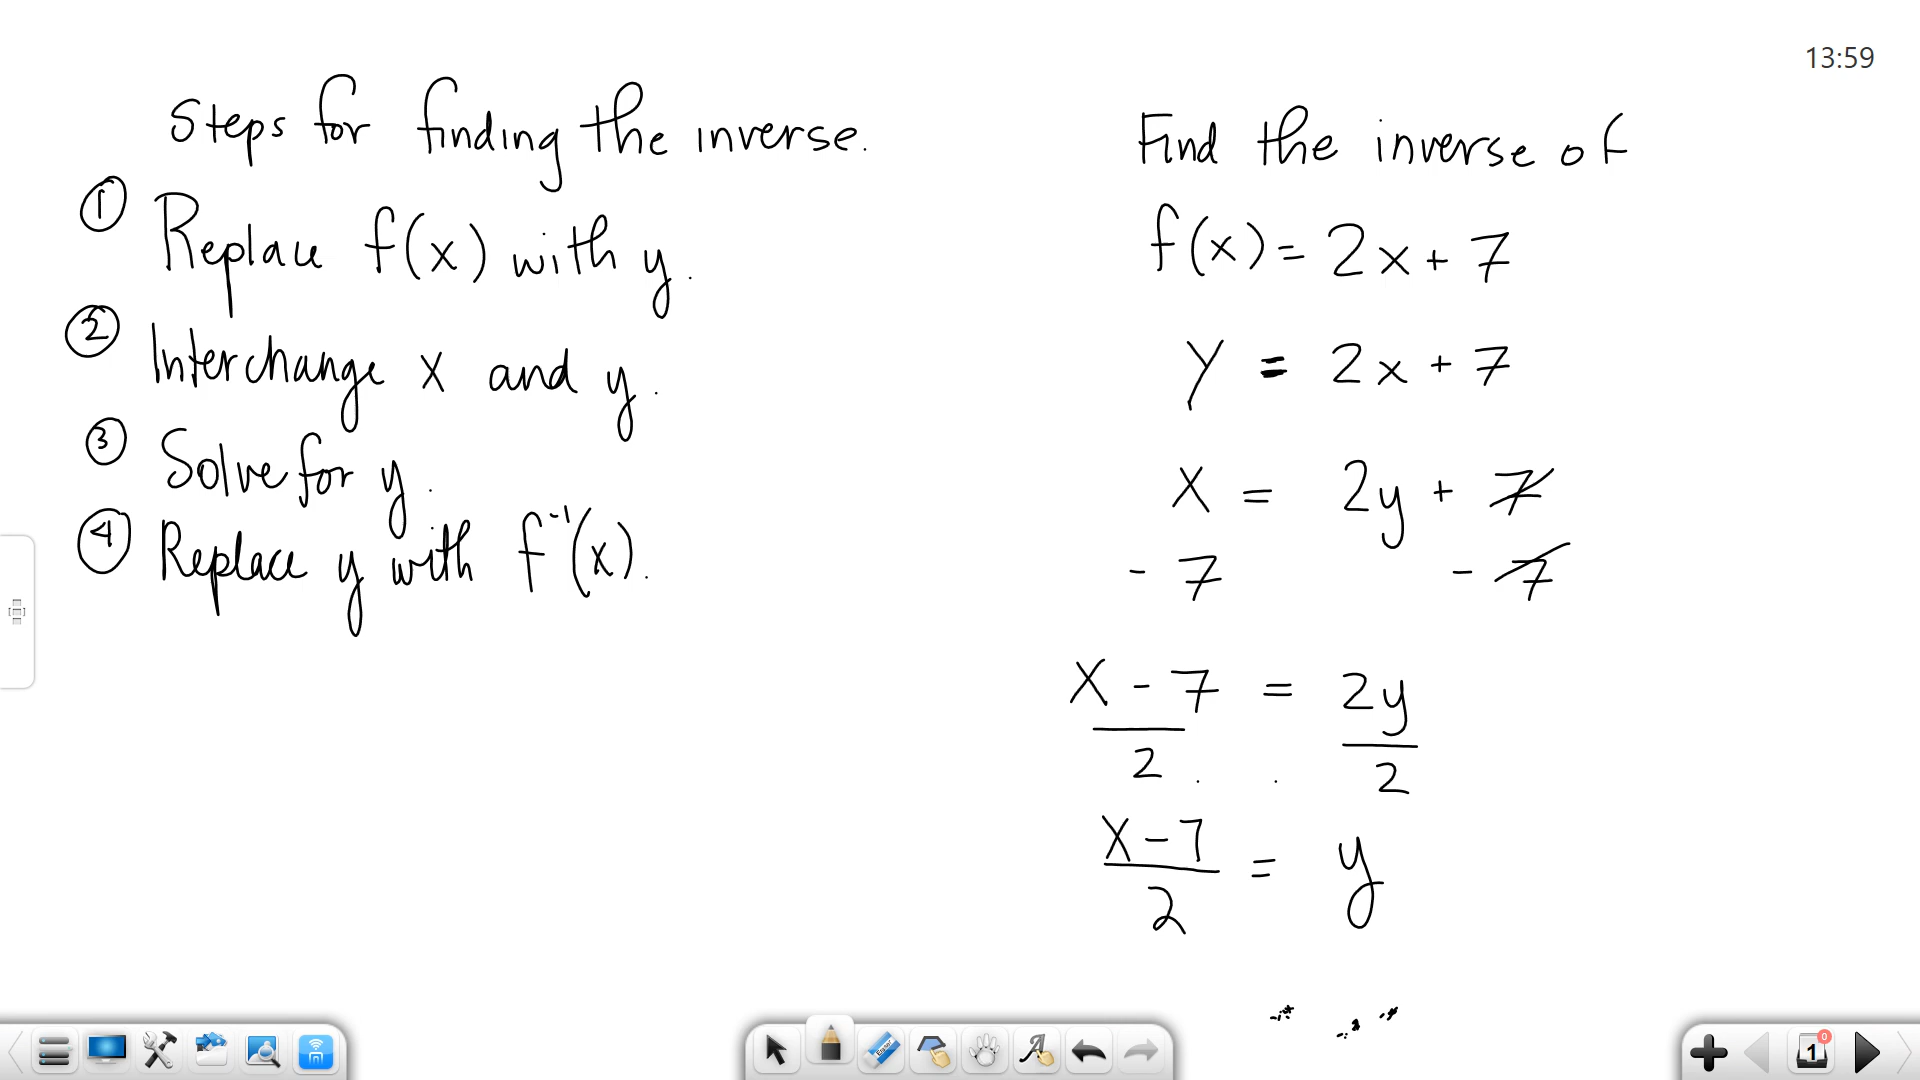 13:59
Steps for finding the inverse.
① Replace f(x) with y.
② Interchange x and y.
③ Solve for y.
④ Replace y with f⁻¹(x).
Find the inverse of
f(x) = 2x + 7
y = 2x + 7
x = 2y + 7
- 7 - 7
x - 7 = 2y
2 2
x - 7 = y
2
Eraser
A
1
0